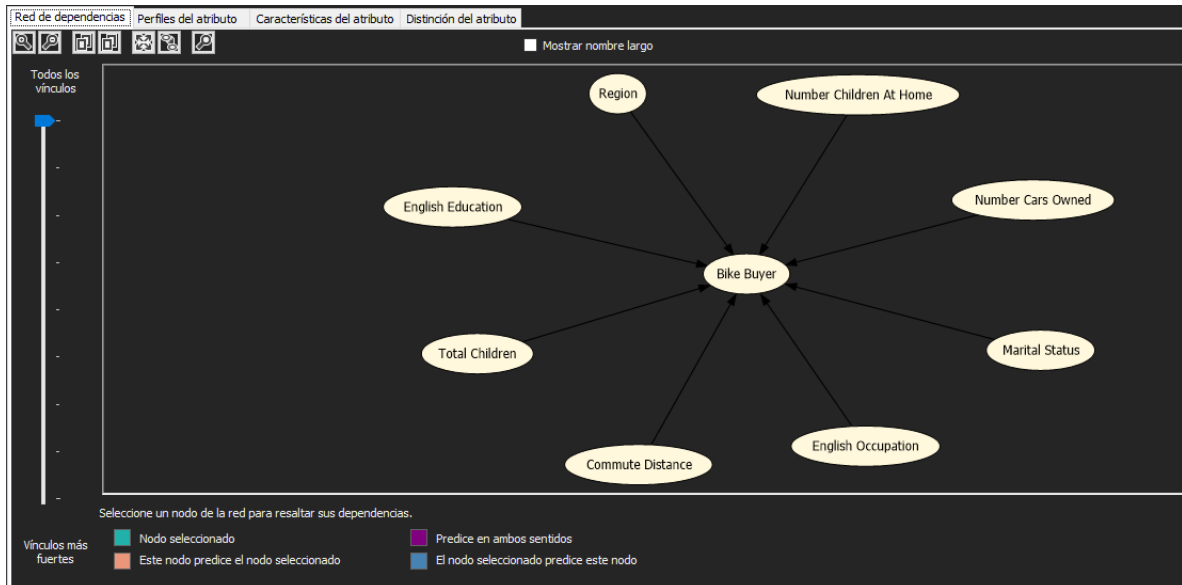 Red de dependencias Perfiles del atributo Características del atributo Distinción del atributo
Mostrar nombre largo
Todos los
vínculos
Region
Number Children At Home
English Education
Number Cars Owned
Bike Buyer
Total Children
Marital Status
Commute Distance
English Occupation
Vínculos más
fuertes
Seleccione un nodo de la red para resaltar sus dependencias.
Nodo seleccionado
Predice en ambos sentidos
Este nodo predice el nodo seleccionado
El nodo seleccionado predice este nodo